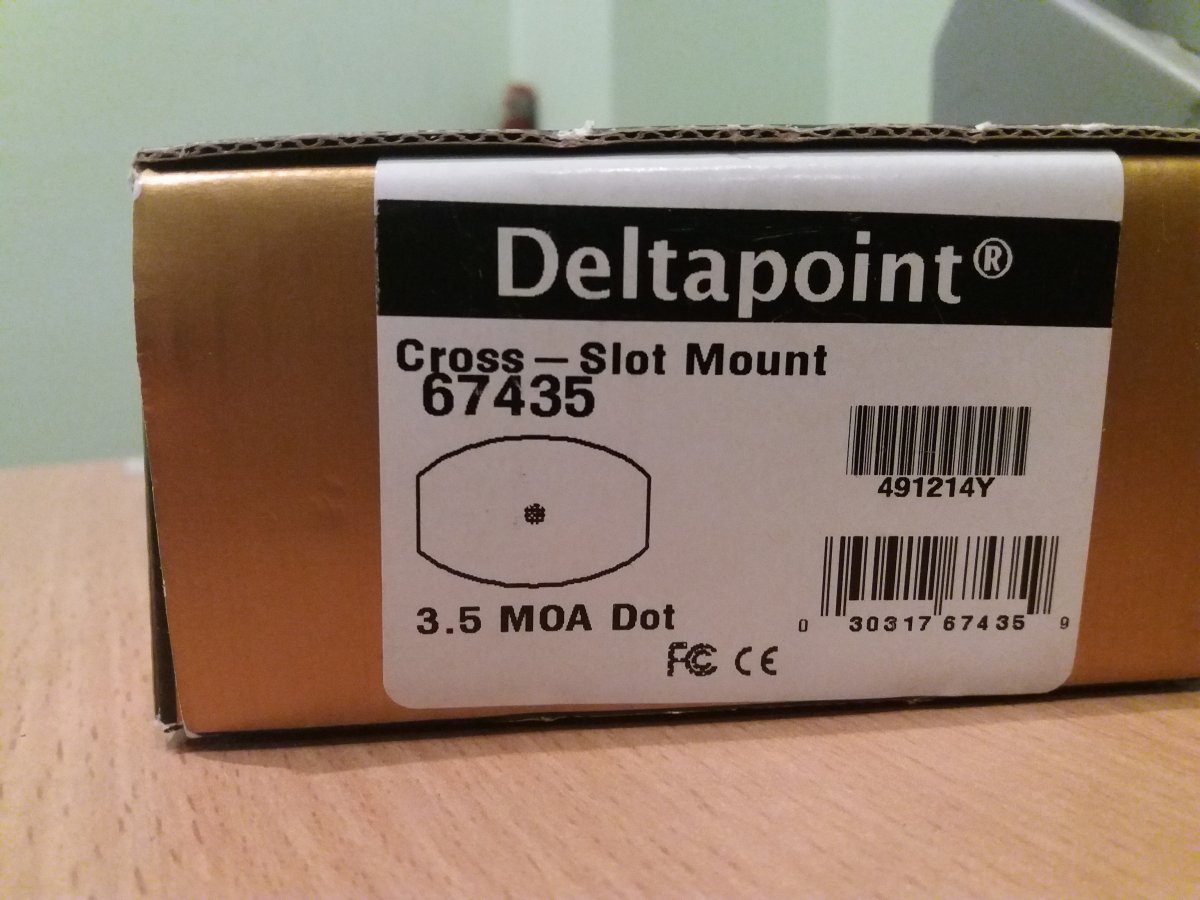 Deltapoint®
Cross – Slot Mount
67435
491214Y
3.5 MOA Dot
0 30317 67435 9
FC CE